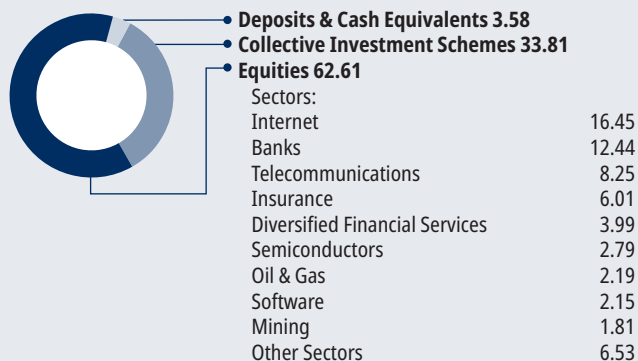 Deposits & Cash Equivalents 3.58
Collective Investment Schemes 33.81
Equities 62.61
Sectors:
Internet 16.45
Banks 12.44
Telecommunications 8.25
Insurance 6.01
Diversified Financial Services 3.99
Semiconductors 2.79
Oil & Gas 2.19
Software 2.15
Mining 1.81
Other Sectors 6.53